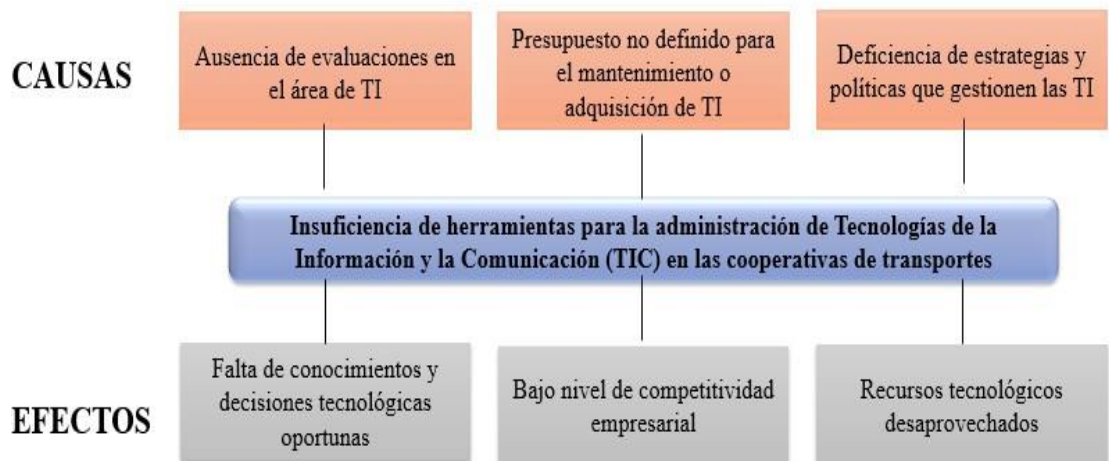 CAUSAS
Ausencia de evaluaciones en
el área de TI
Presupuesto no definido para
el mantenimiento o
adquisición de TI
Deficiencia de estrategias y
políticas que gestionen las TI
Insuficiencia de herramientas para la administración de Tecnologías de la
Información y la Comunicación (TIC) en las cooperativas de transportes
EFECTOS
Falta de conocimientos y
decisiones tecnológicas
oportunas
Bajo nivel de competitividad
empresarial
Recursos tecnológicos
desaprovechados